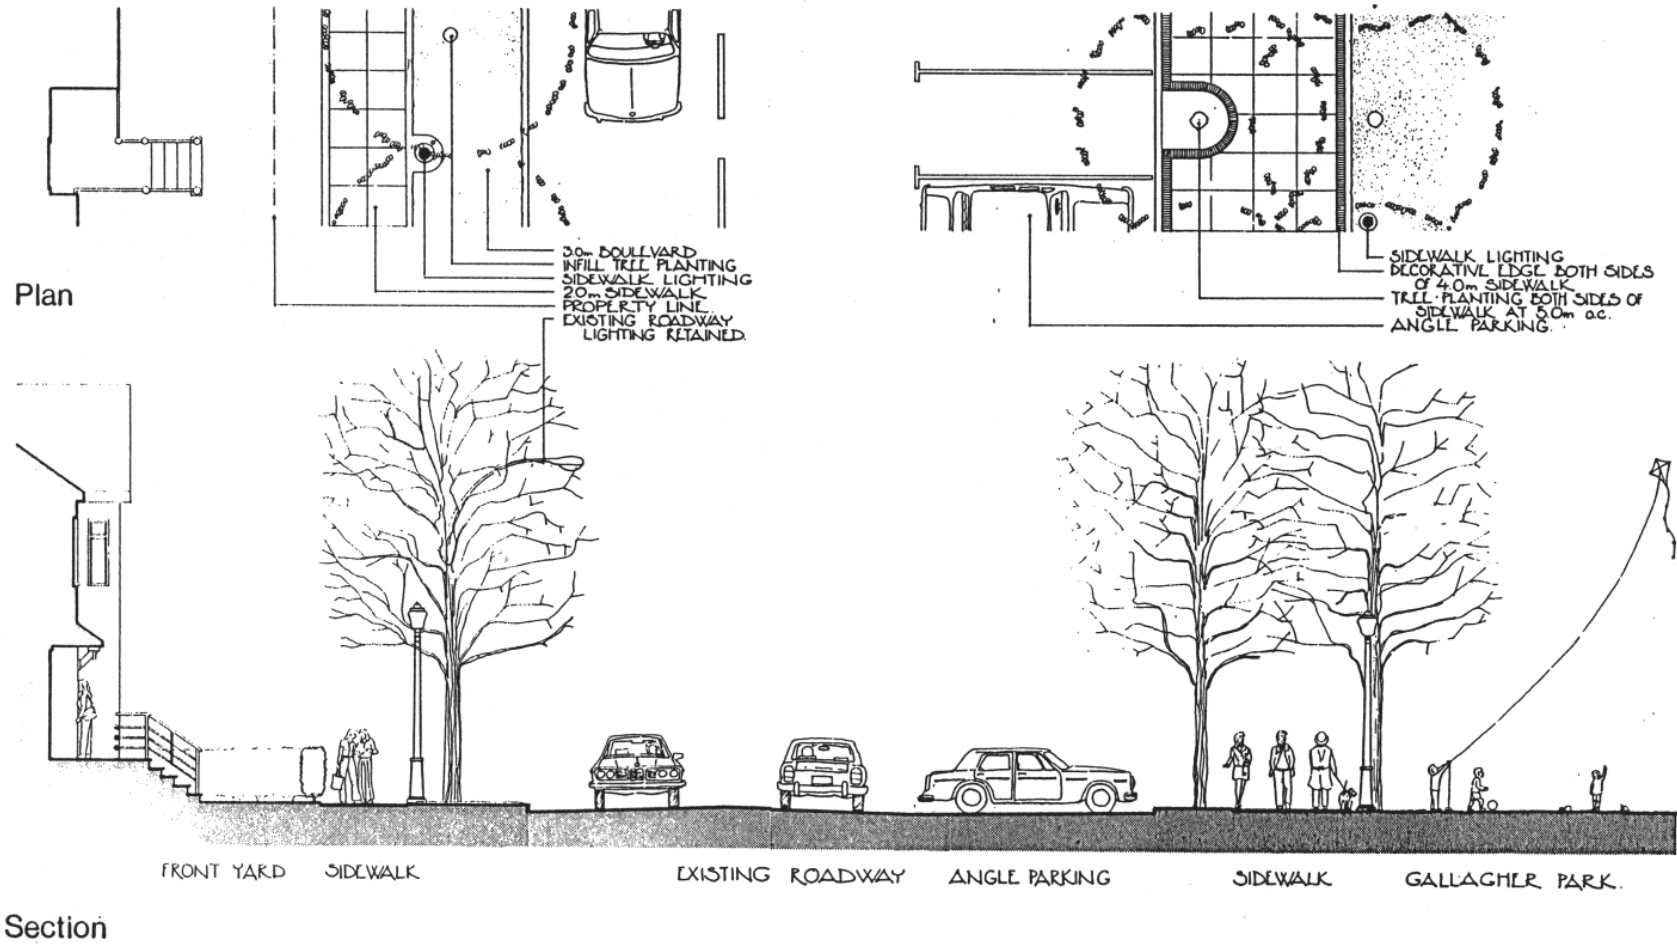 3.0m BOULEVARD
INFILL TREE PLANTING
SIDEWALK LIGHTING
2.0m SIDEWALK
PROPERTY LINE.
EXISTING ROADWAY
LIGHTING RETAINED.
SIDEWALK LIGHTING
DECORATIVE EDGE BOTH SIDES
OF 4.0m SIDEWALK
TREE PLANTING BOTH SIDES OF
SIDEWALK AT 5.0m o.c.
ANGLE PARKING.
Plan
FRONT YARD SIDEWALK EXISTING ROADWAY ANGLE PARKING SIDEWALK GALLAGHER PARK.
Section